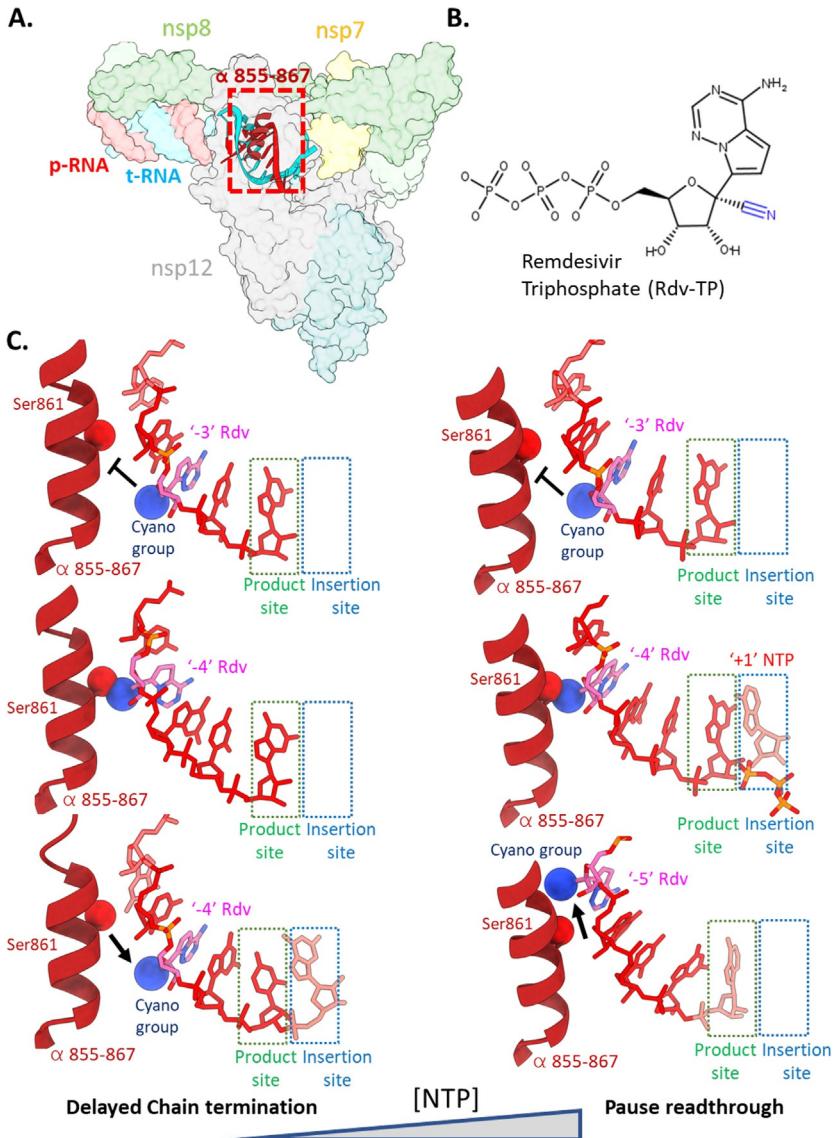 A.
nsp8
nsp7
α 855-867
p-RNA
t-RNA
nsp12
B.
NH₂
N
N
N
N
O O O
O P O P O P O
O O O
O
N
H O
O H
Remdesivir
Triphosphate (Rdv-TP)
C.
Ser861
'-3' Rdv
Cyano
group
α 855-867
Product Insertion
site site
Ser861
'-3' Rdv
Cyano
group
α 855-867
Product Insertion
site site
Ser861
'-4' Rdv
α 855-867
Product Insertion
site site
Ser861
'-4' Rdv
'+1' NTP
α 855-867
Product Insertion
site site
Ser861
'-4' Rdv
Cyano
group
α 855-867
Product Insertion
site site
Cyano group
'-5' Rdv
Ser861
α 855-867
Product Insertion
site site
Delayed Chain termination
[NTP]
Pause readthrough